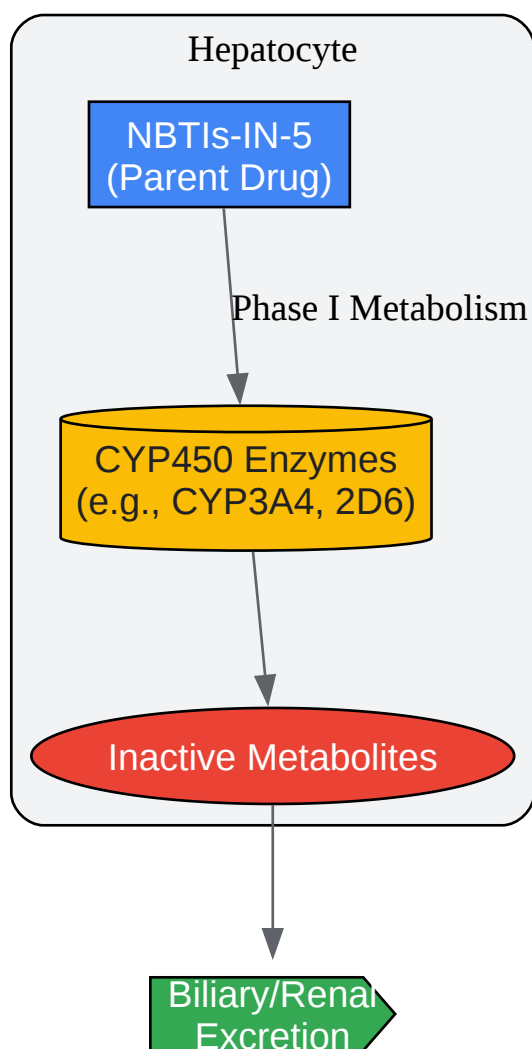 Hepatocyte
NBTIs-IN-5
(Parent Drug)
Phase I Metabolism
CYP450 Enzymes
(e.g., CYP3A4, 2D6)
Inactive Metabolites
Biliary/Renal
Excretion